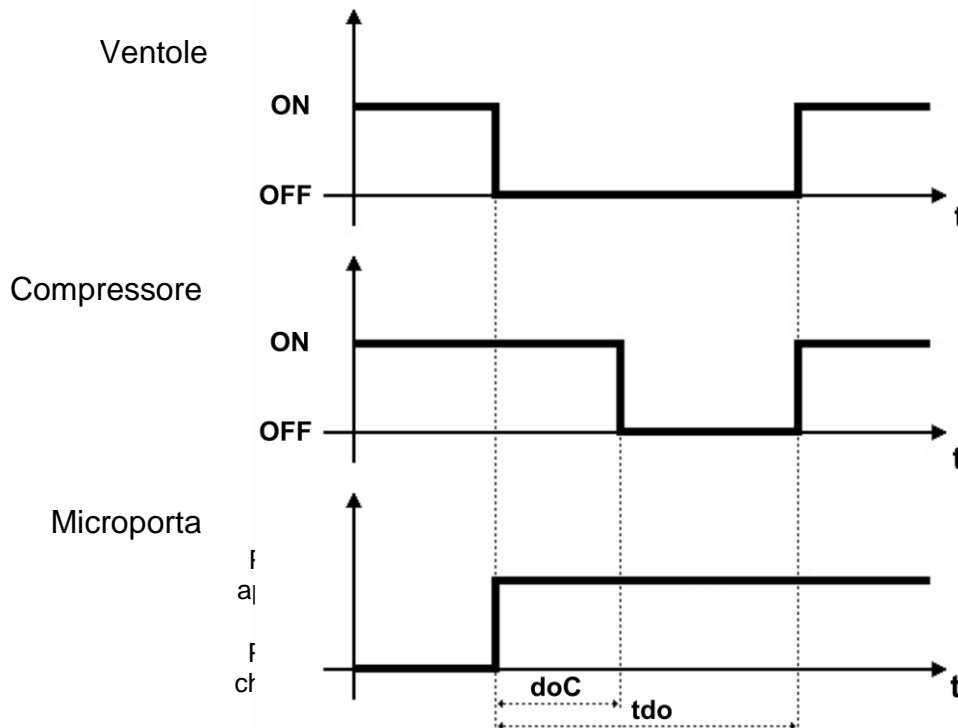 Ventole
ON
OFF
t
Compressore
ON
OFF
t
Microporta
t
doC
tdo